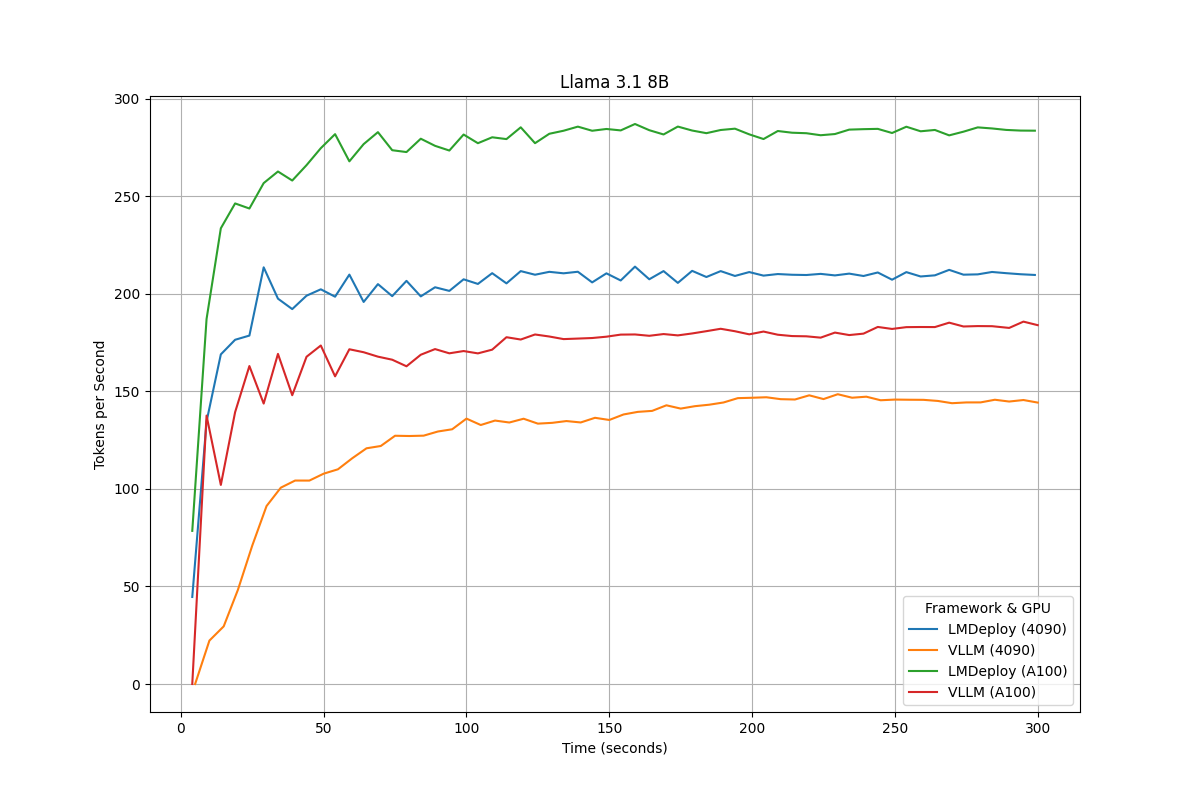 Llama 3.1 8B
300
250
200
150
100
50
0
Tokens per Second
0 50 100 150 200 250 300
Time (seconds)
Framework & GPU
LMDeploy (4090)
VLLM (4090)
LMDeploy (A100)
VLLM (A100)